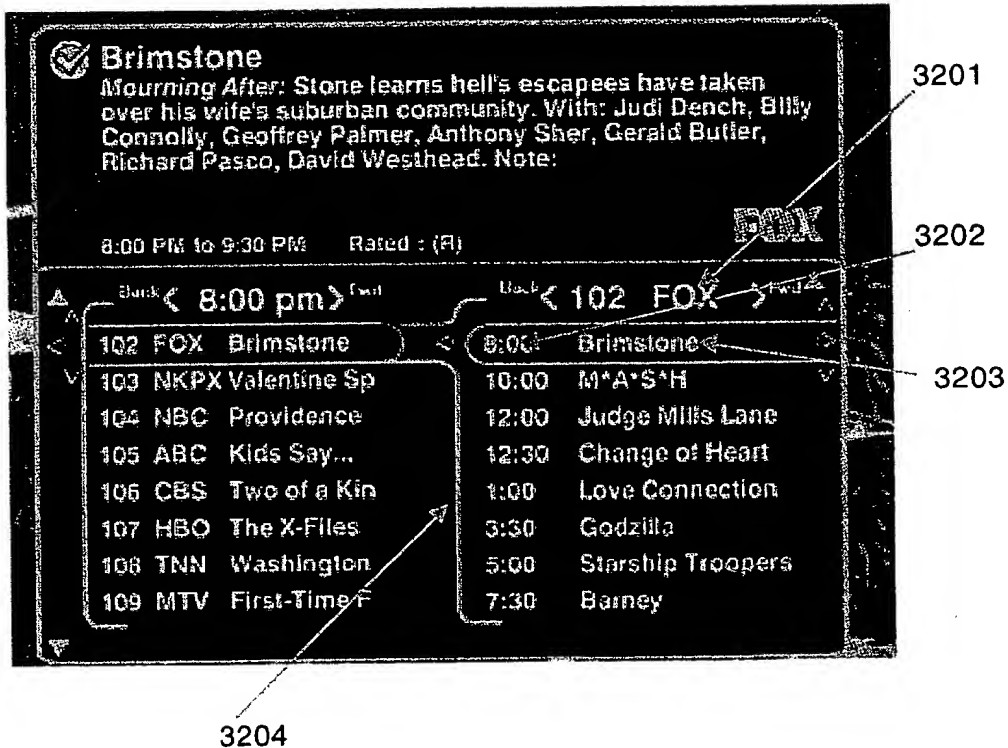 Brimstone
Mourning After: Stone learns hell's escapees have taken
over his wife's suburban community. With: Judi Dench, Billy
Connolly, Geoffrey Palmer, Anthony Sher, Gerald Butler,
Richard Pasco, David Westhead. Note:
FOX
8:00 PM to 9:30 PM Rated : (R)
Back < 8:00 pm > Fwd
102 FOX Brimstone
103 NKPX Valentine Sp
104 NBC Providence
105 ABC Kids Say...
106 CBS Two of a Kin
107 HBO The X-Files
108 TNN Washington
109 MTV First-Time F
Back < 102 FOX > Fwd
8:00 Brimstone
10:00 M*A*S*H
12:00 Judge Mills Lane
12:30 Change of Heart
1:00 Love Connection
3:30 Godzilla
5:00 Starship Troopers
7:30 Barney
3201
3202
3203
3204